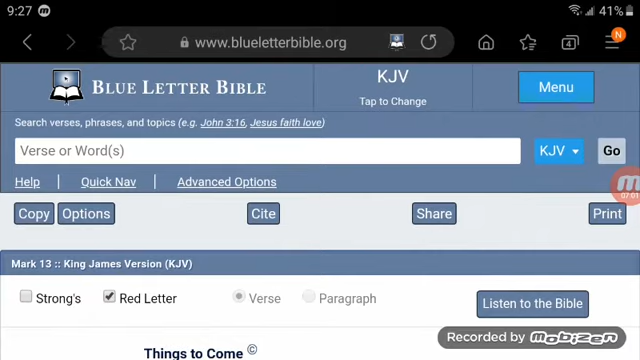 9:27
41%
www.blueletterbible.org
4
N
BLUE LETTER BIBLE
KJV
Tap to Change
Menu
Search verses, phrases, and topics (e.g. John 3:16, Jesus faith love)
Verse or Word(s)
KJV
Go
Help
Quick Nav
Advanced Options
07:01
Copy
Options
Cite
Share
Print
Mark 13 :: King James Version (KJV)
Strong's
Red Letter
Verse
Paragraph
Listen to the Bible
Recorded by mobizen
Things to Come ©